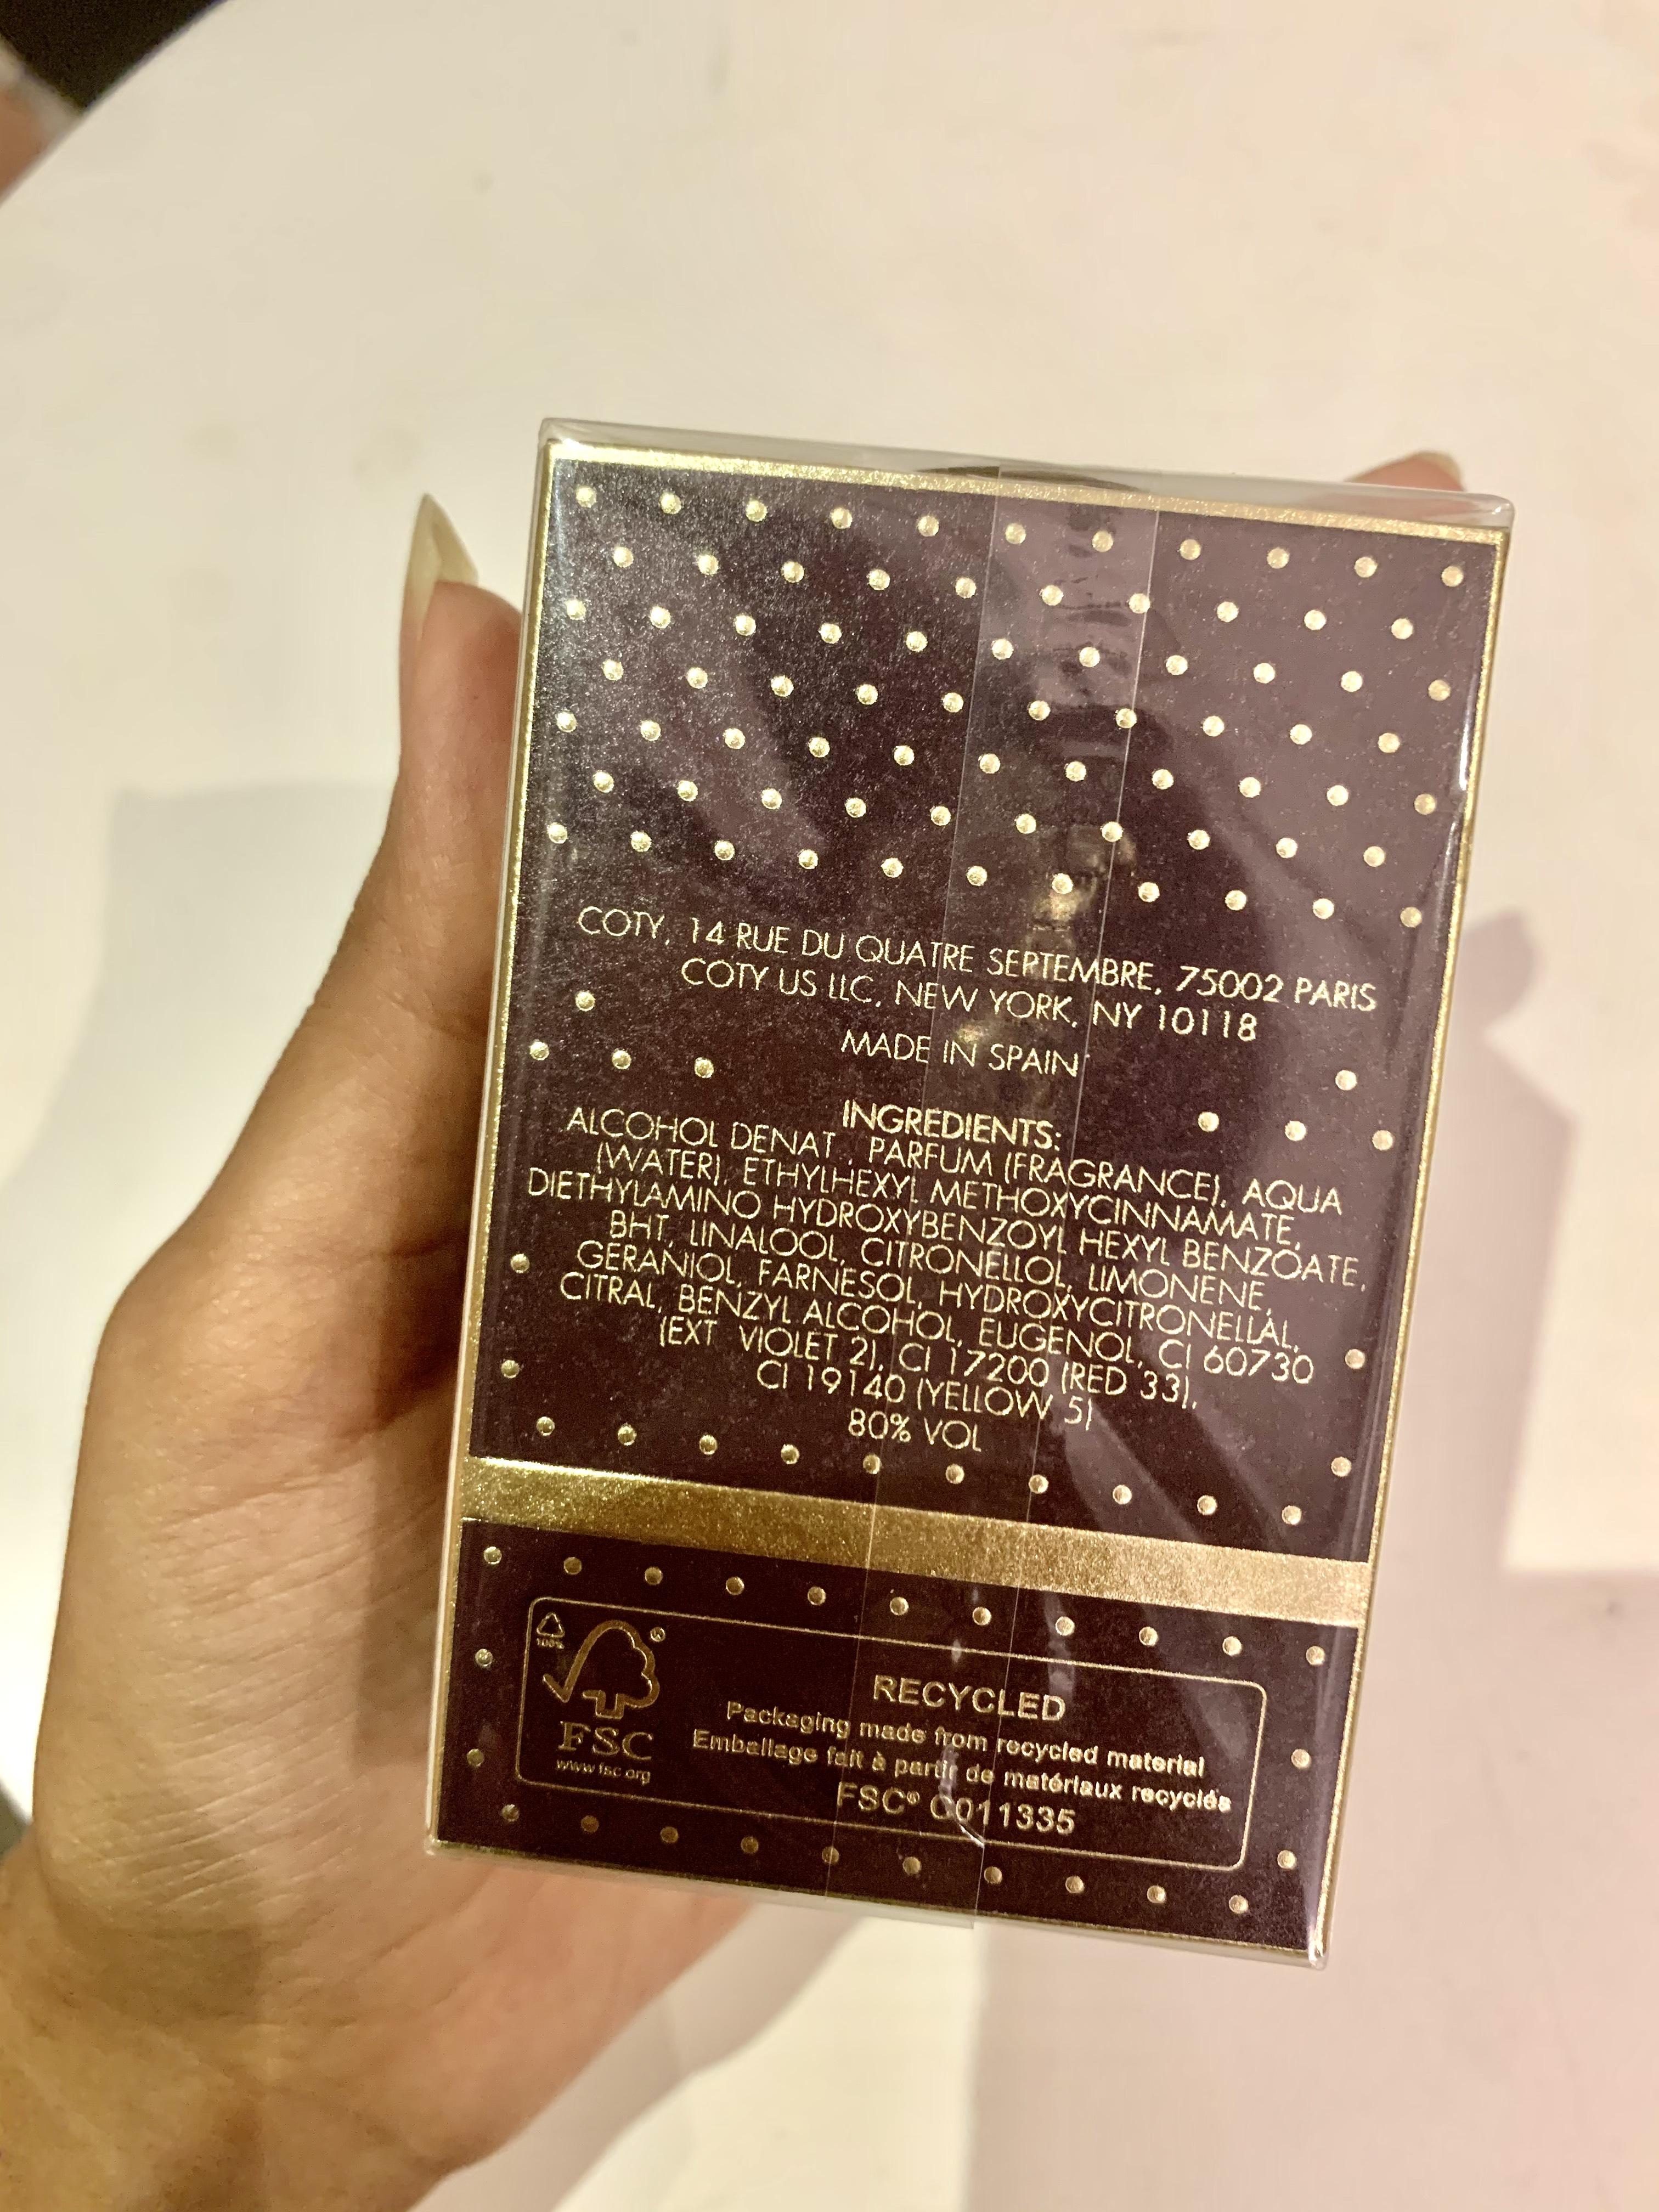 COTY, 14 RUE DU QUATRE SEPTEMBRE, 75002 PARIS
COTY US LLC, NEW YORK, NY 10118
MADE IN SPAIN
INGREDIENTS:
ALCOHOL DENAT., PARFUM (FRAGRANCE), AQUA
(WATER), ETHYLHEXYL METHOXYCINNAMATE,
DIETHYLAMINO HYDROXYBENZOYL HEXYL BENZOATE,
BHT, LINALOOL, CITRONELLOL, LIMONENE,
GERANIOL, FARNESOL, HYDROXYCITRONELLAL,
CITRAL, BENZYL ALCOHOL, EUGENOL, CI 60730
(EXT. VIOLET 2), CI 17200 (RED 33),
CI 19140 (YELLOW 5)
80% VOL
100%
®
FSC
www.fsc.org
RECYCLED
Packaging made from recycled material
Emballage fait à partir de matériaux recyclés
FSC® C011335